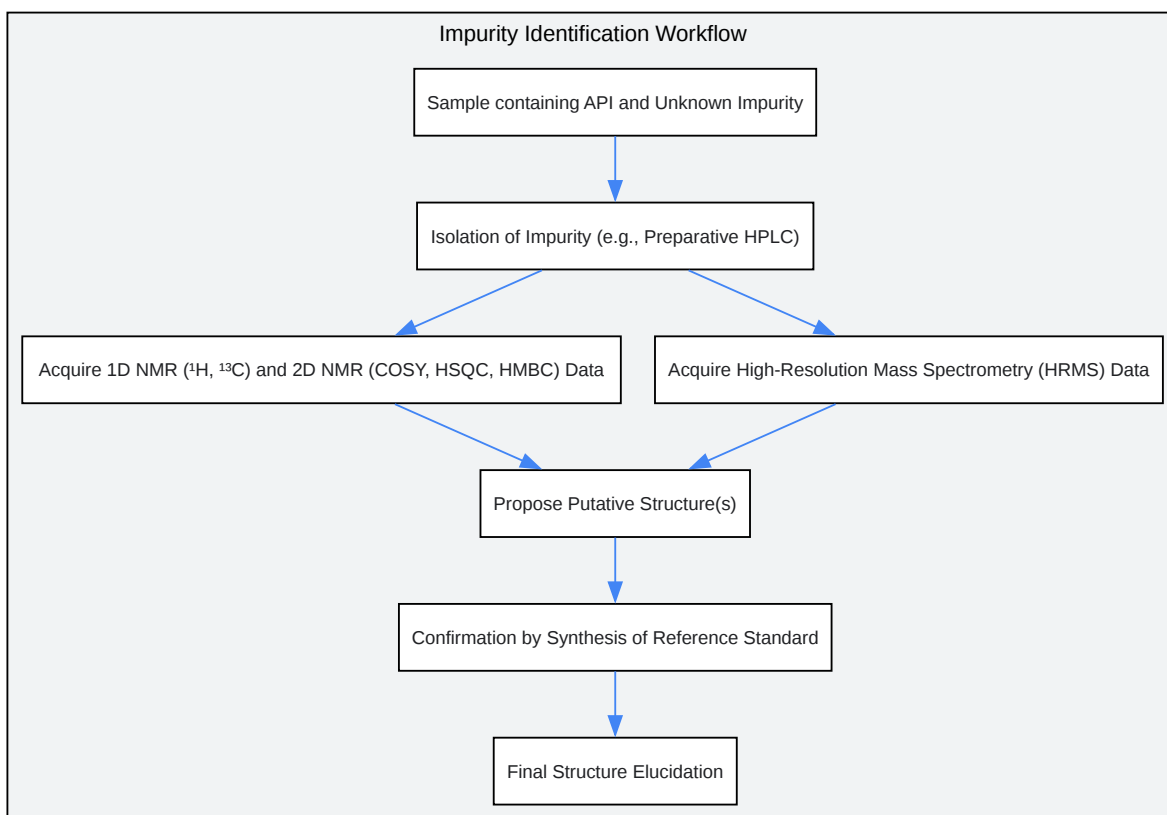 Impurity Identification Workflow
Sample containing API and Unknown Impurity
Isolation of Impurity (e.g., Preparative HPLC)
Acquire 1D NMR (¹H, ¹³C) and 2D NMR (COSY, HSQC, HMBC) Data
Acquire High-Resolution Mass Spectrometry (HRMS) Data
Propose Putative Structure(s)
Confirmation by Synthesis of Reference Standard
Final Structure Elucidation